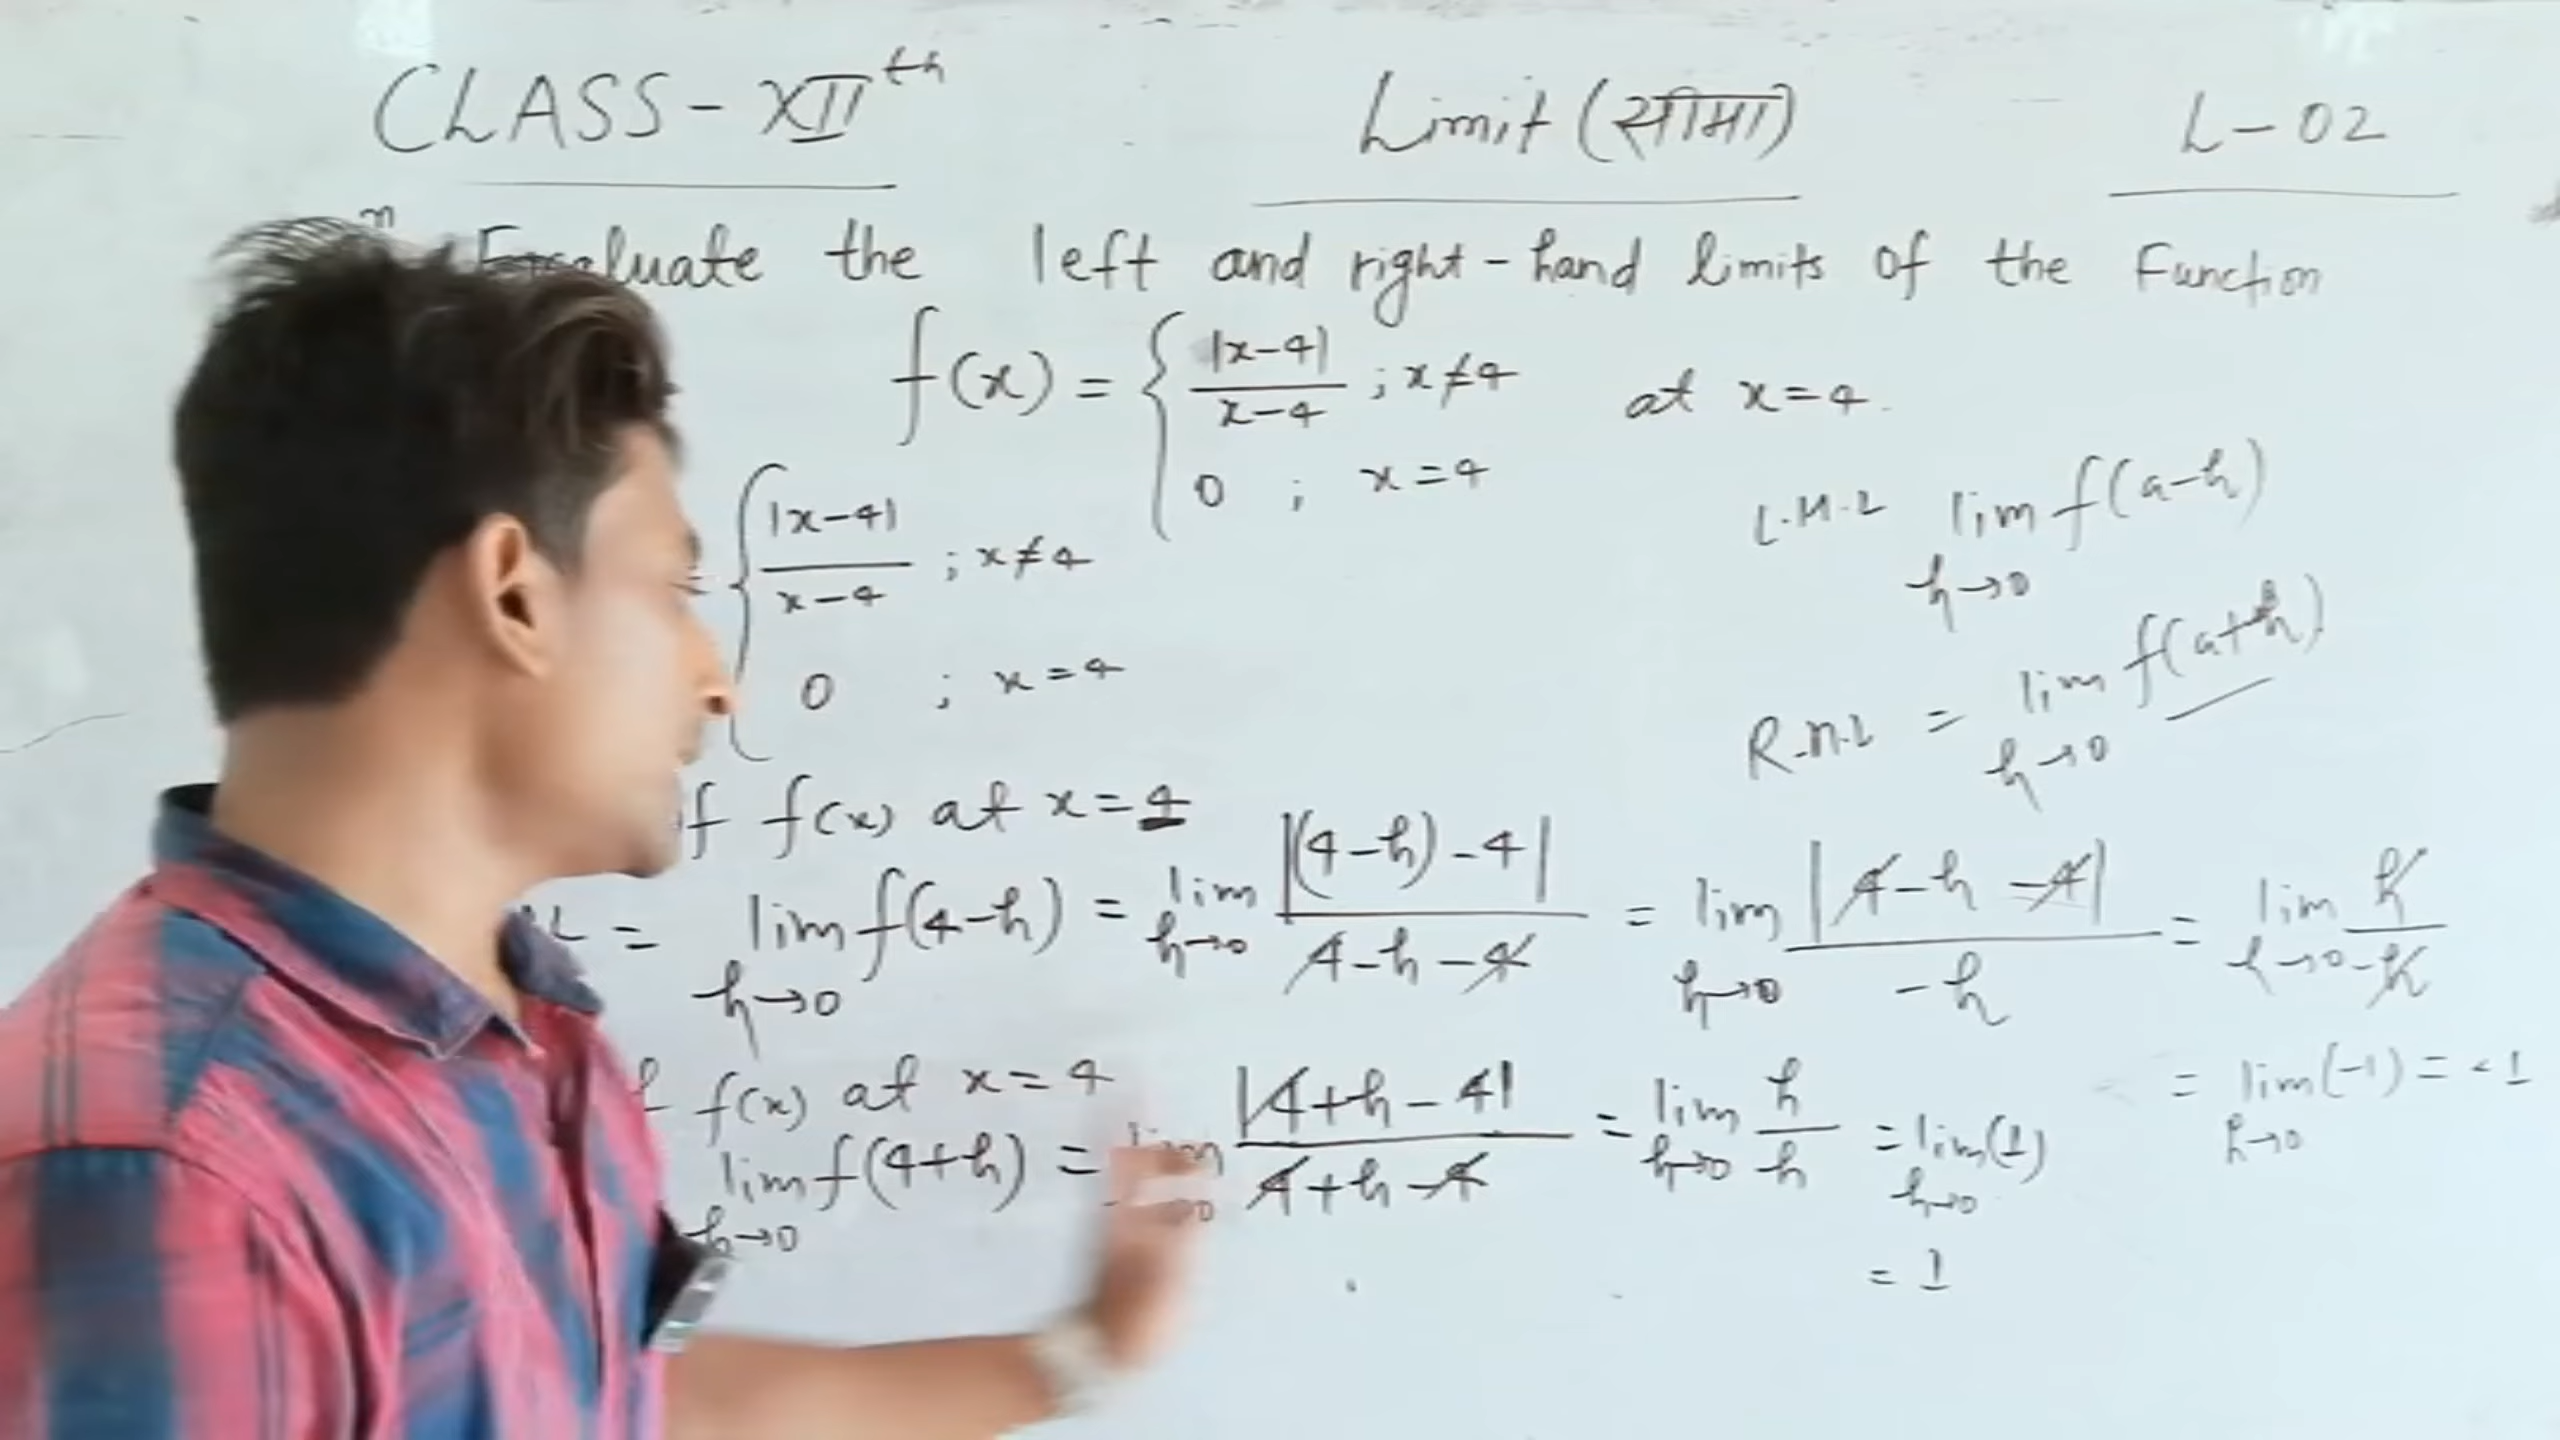 CLASS - XIIth
Limit (सीमा)
L - 02
Evaluate the left and right-hand limits of the Function
f(x) = { |x-4| / x-4 ; x≠4
0 ; x=4
at x=4.
L.H.L lim h→0 f(a-h)
R.H.L = lim h→0 f(a+h)
{ |x-4| / x-4 ; x≠4
0 ; x=4
f f(x) at x=4
= lim h→0 f(4-h) = lim h→0 |(4-h)-4| / 4-h-4 = lim h→0 |4-h-4| / -h = lim h→0 h / -h
= lim h→0 (-1) = -1
f(x) at x=4
lim h→0 f(4+h) = lim |4+h-4| / 4+h-4 = lim h→0 h / h = lim h→0 (1)
= 1